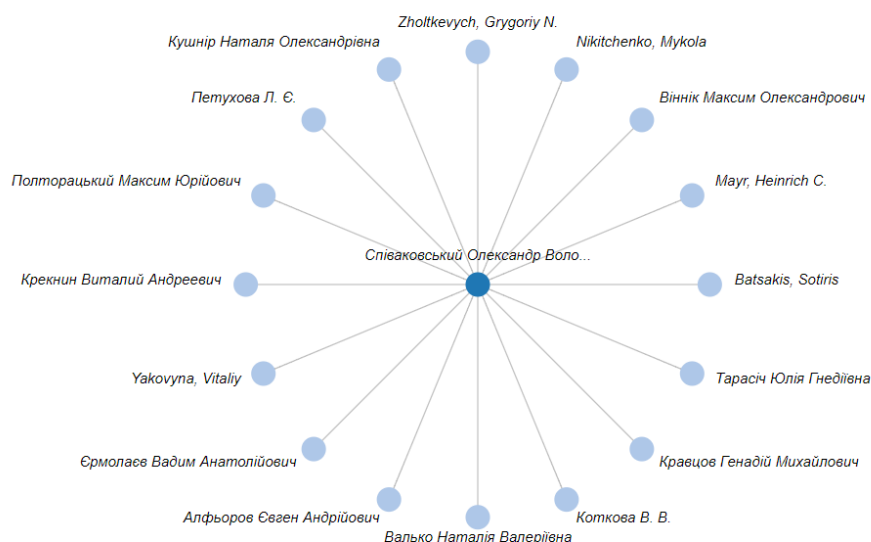 Zholtkevych, Grygoriy N.
Кушнір Наталя Олександрівна
Nikitchenko, Mykola
Петухова Л. Є.
Віннік Максим Олександрович
Полторацький Максим Юрійович
Mayr, Heinrich C.
Співаковський Олександр Воло...
Крекнин Виталий Андреевич
Batsakis, Sotiris
Yakovyna, Vitaliy
Тарасіч Юлія Гнедіївна
Єрмолаєв Вадим Анатолійович
Кравцов Генадій Михайлович
Алфьоров Євген Андрійович
Коткова В. В.
Валько Наталія Валеріївна